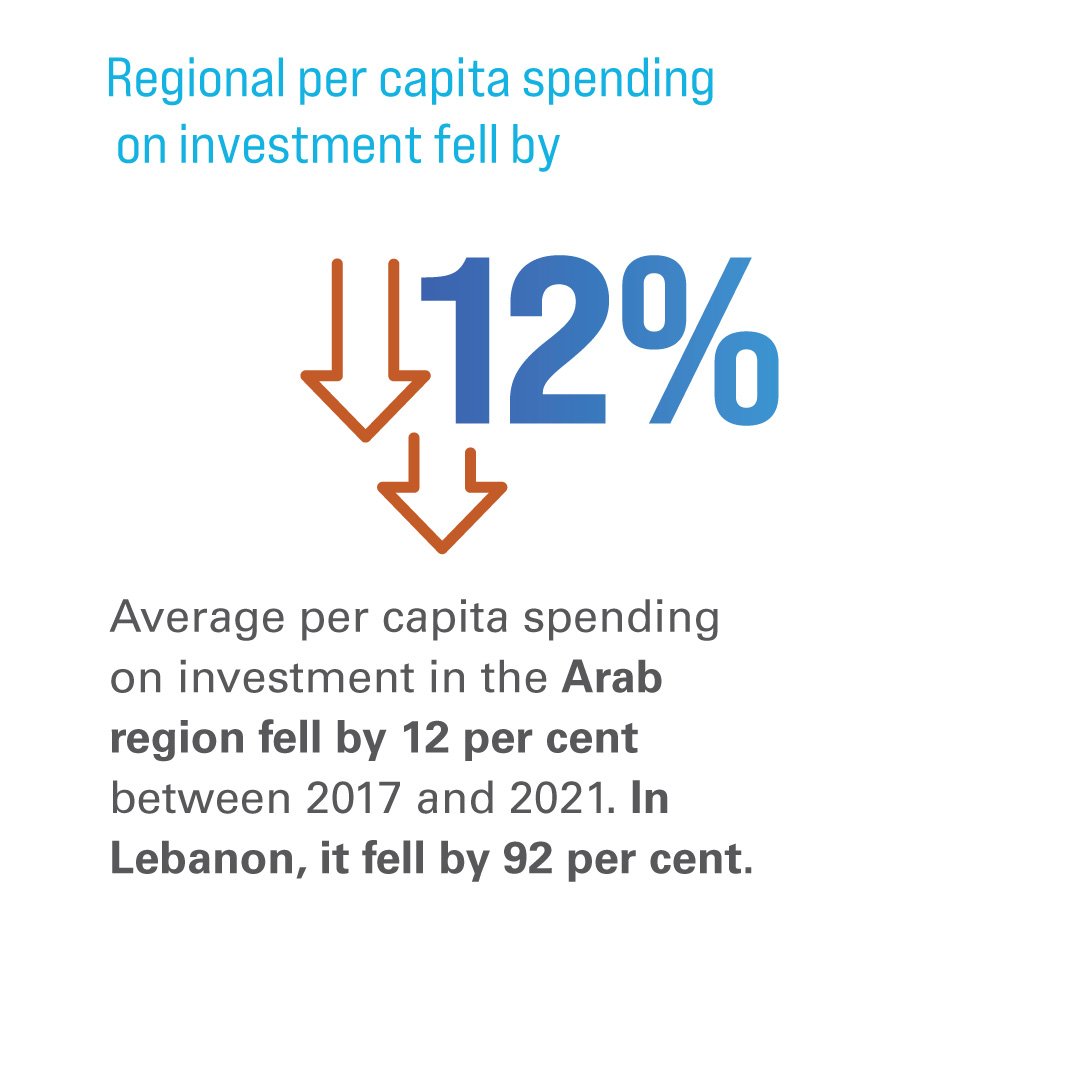 Regional per capita spending
on investment fell by
12%
Average per capita spending
on investment in the Arab
region fell by 12 per cent
between 2017 and 2021. In
Lebanon, it fell by 92 per cent.